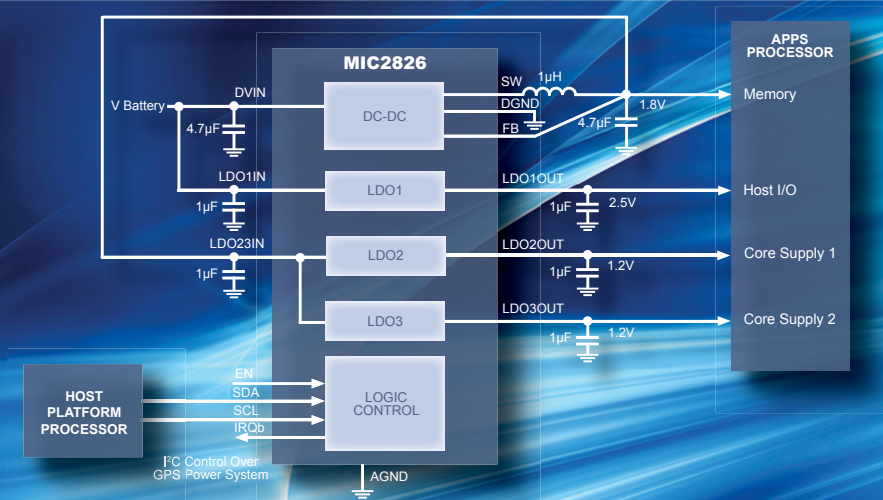 MIC2826
APPS
PROCESSOR
V Battery
DVIN
4.7µF
DC-DC
SW
1µH
DGND
FB
4.7µF
1.8V
Memory
LDO1IN
1µF
LDO1
LDO1OUT
1µF
2.5V
Host I/O
LDO23IN
1µF
LDO2
LDO2OUT
1µF
1.2V
Core Supply 1
LDO3
LDO3OUT
1µF
1.2V
Core Supply 2
HOST
PLATFORM
PROCESSOR
EN
SDA
SCL
IRQb
LOGIC
CONTROL
I²C Control Over
GPS Power System
AGND